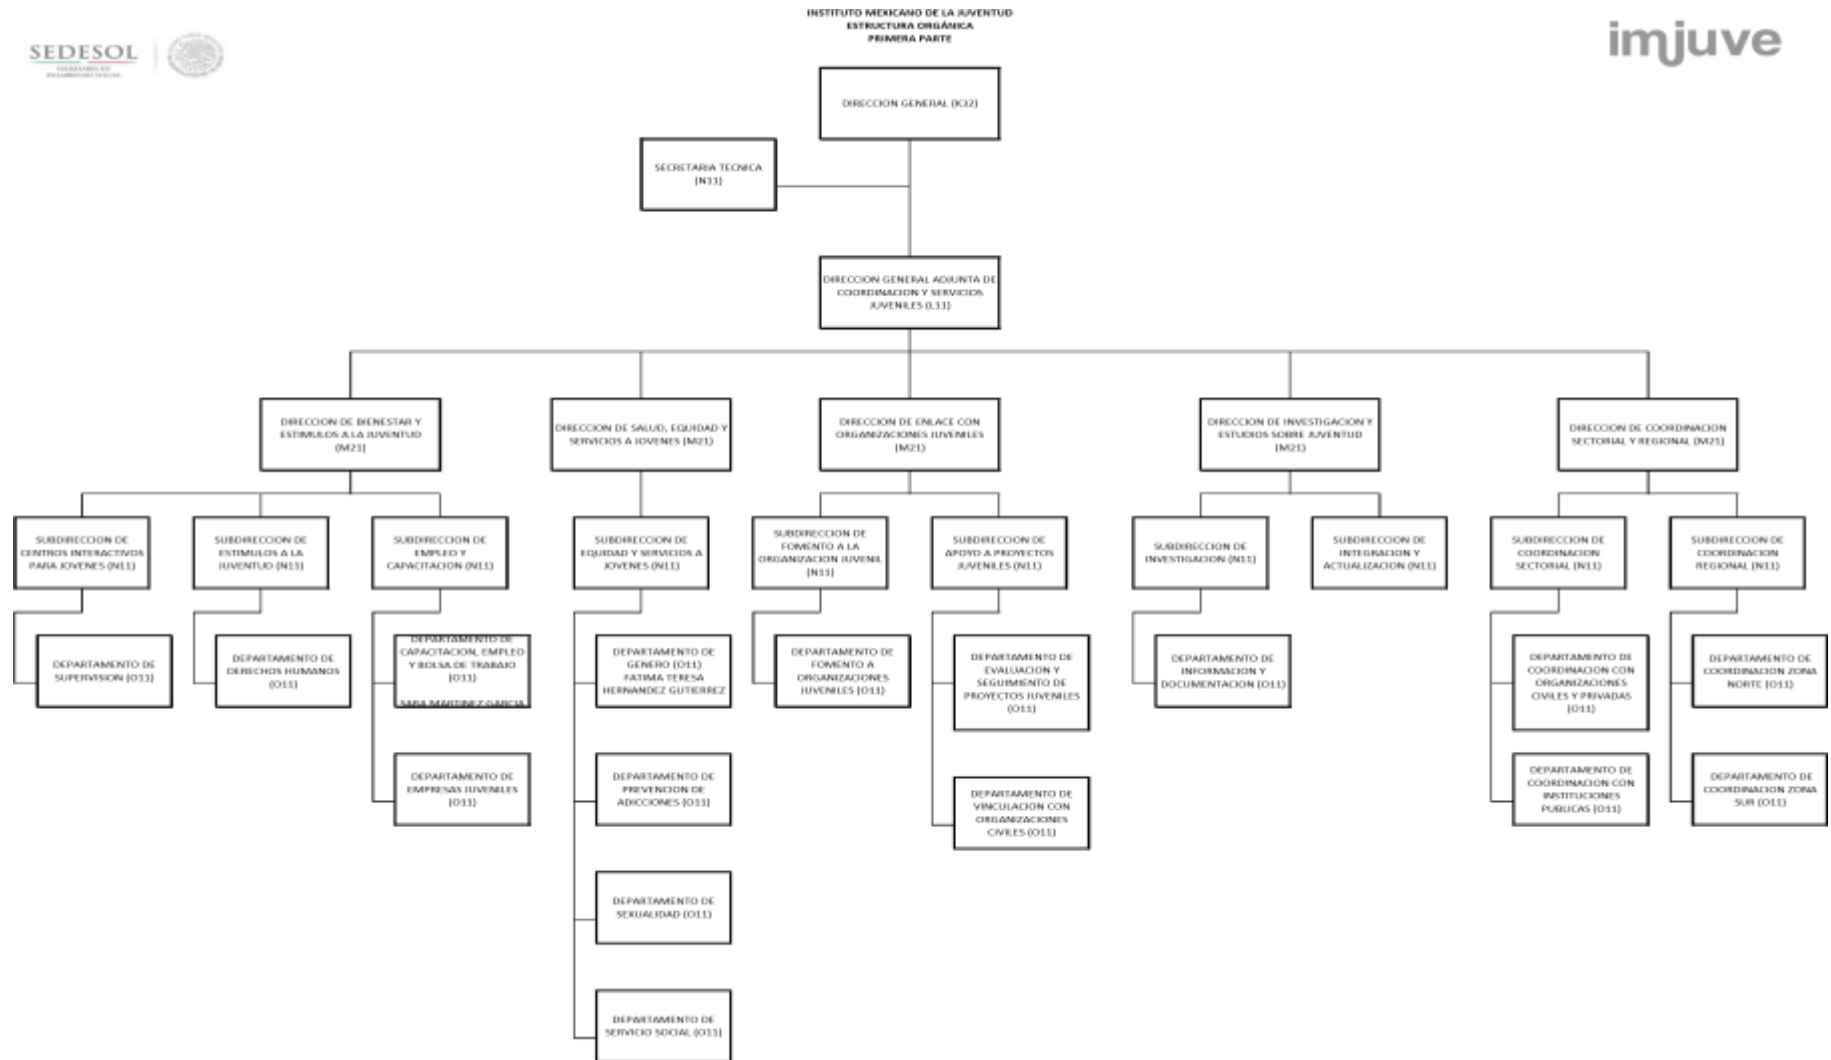 INSTITUTO MEXICANO DE LA JUVENTUD
ESTRUCTURA ORGÁNICA
PRIMERA PARTE
SEDESOL
SECRETARÍA DE
DESARROLLO SOCIAL
imjuve
DIRECCION GENERAL (K32)
SECRETARIA TECNICA
(N11)
DIRECCION GENERAL ADJUNTA DE
COORDINACION Y SERVICIOS
JUVENILES (L11)
DIRECCION DE BIENESTAR Y
ESTIMULOS A LA JUVENTUD
(M21)
DIRECCION DE SALUD, EQUIDAD Y
SERVICIOS A JOVENES (M21)
DIRECCION DE ENLACE CON
ORGANIZACIONES JUVENILES
(M21)
DIRECCION DE INVESTIGACION Y
ESTUDIOS SOBRE JUVENTUD
(M21)
DIRECCION DE COORDINACION
SECTORIAL Y REGIONAL (M21)
SUBDIRECCION DE
CENTROS INTERACTIVOS
PARA JOVENES (N11)
SUBDIRECCION DE
ESTIMULOS A LA
JUVENTUD (N11)
SUBDIRECCION DE
EMPLEO Y
CAPACITACION (N11)
SUBDIRECCION DE
EQUIDAD Y SERVICIOS A
JOVENES (N11)
SUBDIRECCION DE
FOMENTO A LA
ORGANIZACION JUVENIL
(N11)
SUBDIRECCION DE
APOYO A PROYECTOS
JUVENILES (N11)
SUBDIRECCION DE
INVESTIGACION (N11)
SUBDIRECCION DE
INTEGRACION Y
ACTUALIZACION (N11)
SUBDIRECCION DE
COORDINACION
SECTORIAL (N11)
SUBDIRECCION DE
COORDINACION
REGIONAL (N11)
DEPARTAMENTO DE
SUPERVISION (O11)
DEPARTAMENTO DE
DERECHOS HUMANOS
(O11)
DEPARTAMENTO DE
CAPACITACION, EMPLEO
Y BOLSA DE TRABAJO
(O11)
SARA MARTINEZ GARCIA
DEPARTAMENTO DE
GENERO (O11)
FATIMA TERESA
HERNANDEZ GUTIERREZ
DEPARTAMENTO DE
FOMENTO A
ORGANIZACIONES
JUVENILES (O11)
DEPARTAMENTO DE
EVALUACION Y
SEGUIMIENTO DE
PROYECTOS JUVENILES
(O11)
DEPARTAMENTO DE
INFORMACION Y
DOCUMENTACION (O11)
DEPARTAMENTO DE
COORDINACION CON
ORGANIZACIONES
CIVILES Y PRIVADAS
(O11)
DEPARTAMENTO DE
COORDINACION ZONA
NORTE (O11)
DEPARTAMENTO DE
EMPRESAS JUVENILES
(O11)
DEPARTAMENTO DE
PREVENCION DE
ADICCIONES (O11)
DEPARTAMENTO DE
VINCULACION CON
ORGANIZACIONES
CIVILES (O11)
DEPARTAMENTO DE
COORDINACION CON
INSTITUCIONES
PUBLICAS (O11)
DEPARTAMENTO DE
COORDINACION ZONA
SUR (O11)
DEPARTAMENTO DE
SEXUALIDAD (O11)
DEPARTAMENTO DE
SERVICIO SOCIAL (O11)